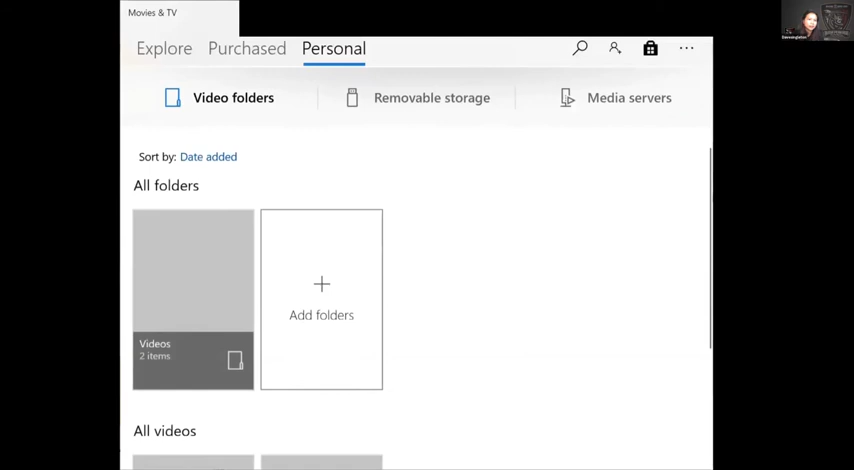 Movies & TV
Explore Purchased Personal
Video folders Removable storage Media servers
Sort by: Date added
All folders
Videos
2 items
Add folders
All videos